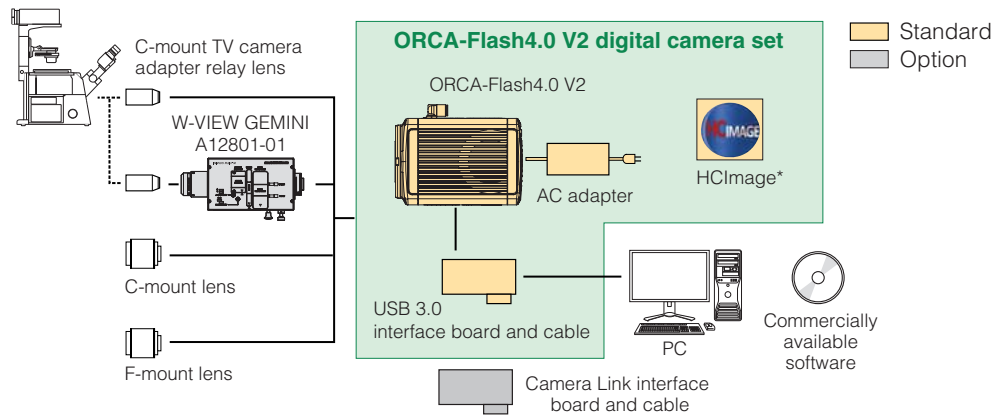 C-mount TV camera
adapter relay lens
W-VIEW GEMINI
A12801-01
C-mount lens
F-mount lens
ORCA-Flash4.0 V2 digital camera set
ORCA-Flash4.0 V2
AC adapter
HCIMAGE
HCImage*
USB 3.0
interface board and cable
PC
Commercially
available
software
Camera Link interface
board and cable
Standard
Option